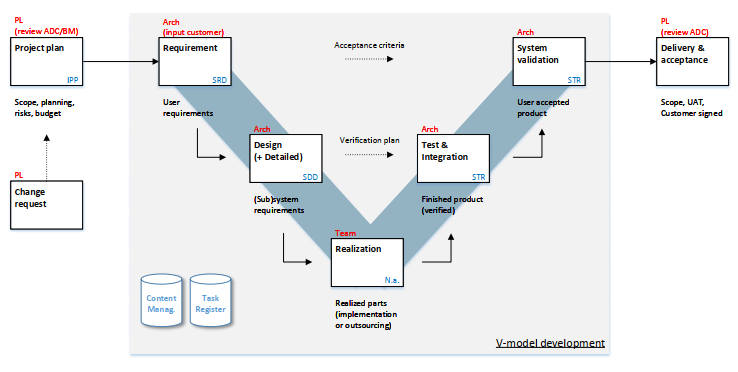 PL
(review ADC/BM)
Project plan
IPP
Scope, planning,
risks, budget
PL
Change
request
Arch
(input customer)
Requirement
SRD
User
requirements
Acceptance criteria
Arch
System
validation
STR
User accepted
product
PL
(review ADC)
Delivery &
acceptance
Scope, UAT,
Customer signed
Arch
Design
(+ Detailed)
SDD
(Sub)system
requirements
Verification plan
Arch
Test &
Integration
STR
Finished product
(verified)
Team
Realization
N.a.
Realized parts
(implementation
or outsourcing)
Content
Manag.
Task
Register
V-model development